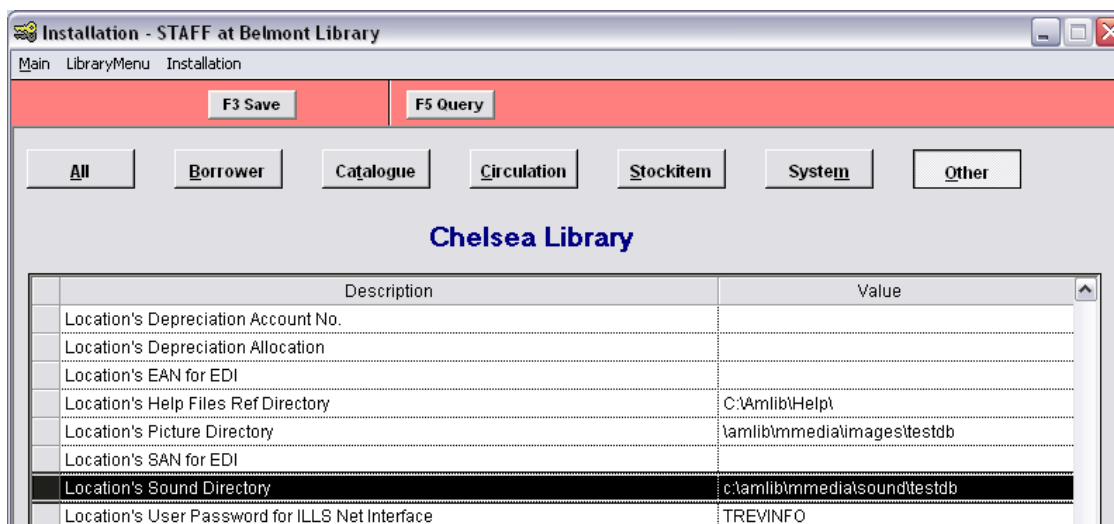 Installation - STAFF at Belmont Library
Main LibraryMenu Installation
F3 Save F5 Query
All Borrower Catalogue Circulation Stockitem System Other
Chelsea Library
Description Value
Location's Depreciation Account No.
Location's Depreciation Allocation
Location's EAN for EDI
Location's Help Files Ref Directory C:\Amlib\Help\
Location's Picture Directory \amlib\mmedia\images\testdb
Location's SAN for EDI
Location's Sound Directory c:\amlib\mmedia\sound\testdb
Location's User Password for ILLS Net Interface TREVINFO